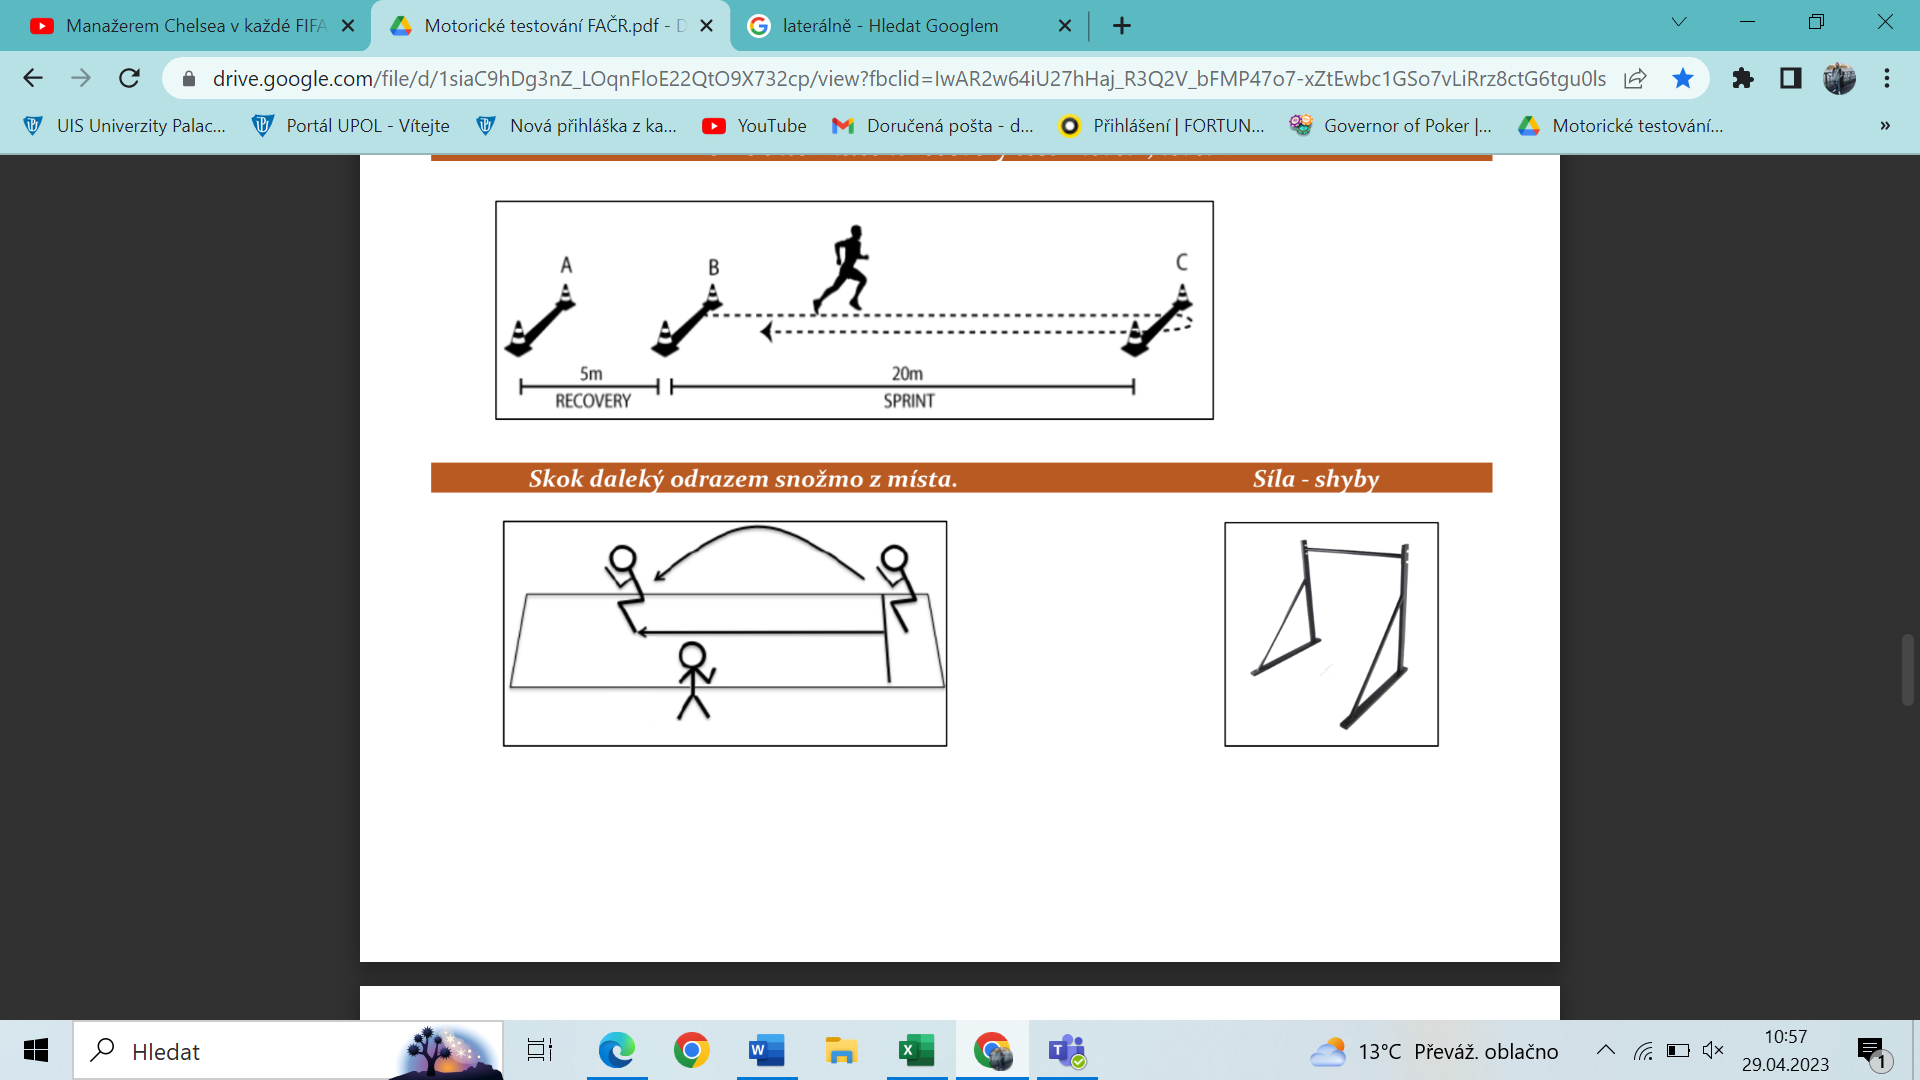 Manažerem Chelsea v každé FIFA
Motorické testování FAČR.pdf - D
laterálně - Hledat Googlem
drive.google.com/file/d/1siaC9hDg3nZ_LOqnFloE22QtO9X732cp/view?fbclid=IwAR2w64iU27hHaj_R3Q2V_bFMP47o7-xZtEwbc1GSo7vLiRrz8ctG6tgu0ls
UIS Univerzity Palac...
Portál UPOL - Vítejte
Nová přihláška z ka...
YouTube
Doručená pošta - d...
Přihlášení | FORTUN...
Governor of Poker |...
Motorické testování...
»
A
B
C
5m
20m
RECOVERY
SPRINT
Skok daleký odrazem snožmo z místa.
Síla - shyby
Hledat
13°C Převáž. oblačno
10:57
29.04.2023
1